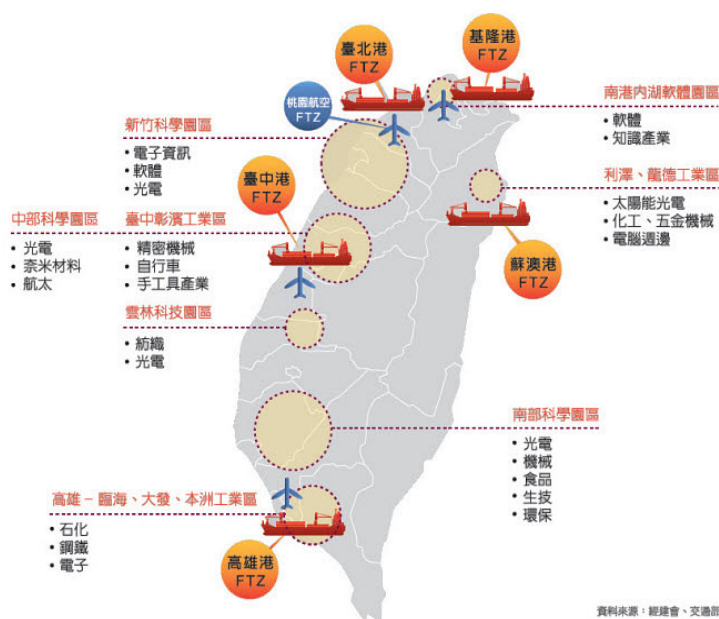 臺北港
FTZ
基隆港
FTZ
桃園航空
FTZ
南港內湖軟體園區
• 軟體
• 知識產業
新竹科學園區
• 電子資訊
• 軟體
• 光電
利澤、龍德工業區
• 太陽能光電
• 化工、五金機械
• 電腦週邊
臺中港
FTZ
蘇澳港
FTZ
中部科學園區
• 光電
• 奈米材料
• 航太
臺中彰濱工業區
• 精密機械
• 自行車
• 手工具產業
雲林科技園區
• 紡織
• 光電
南部科學園區
• 光電
• 機械
• 食品
• 生技
• 環保
高雄－臨海、大發、本洲工業區
• 石化
• 鋼鐵
• 電子
高雄港
FTZ
資料來源：經建會、交通部